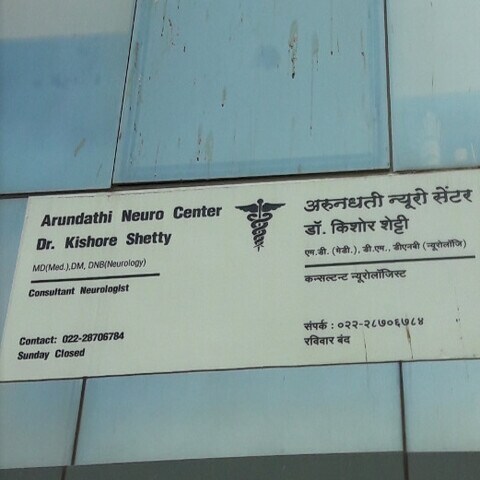 Arundathi Neuro Center
Dr. Kishore Shetty
MD(Med.),DM, DNB(Neurology)
Consultant Neurologist
Contact: 022-28706784
Sunday Closed
अरुनधती न्यूरो सेंटर
डॉ. किशोर शेट्टी
एम.डी. (मेडी.), डी.एम., डीएनबी (न्यूरोलॉजि)
कन्सल्टन्ट न्यूरोलॉजिस्ट
संपर्क : ०२२-२८७०६७८४
रविवार बंद